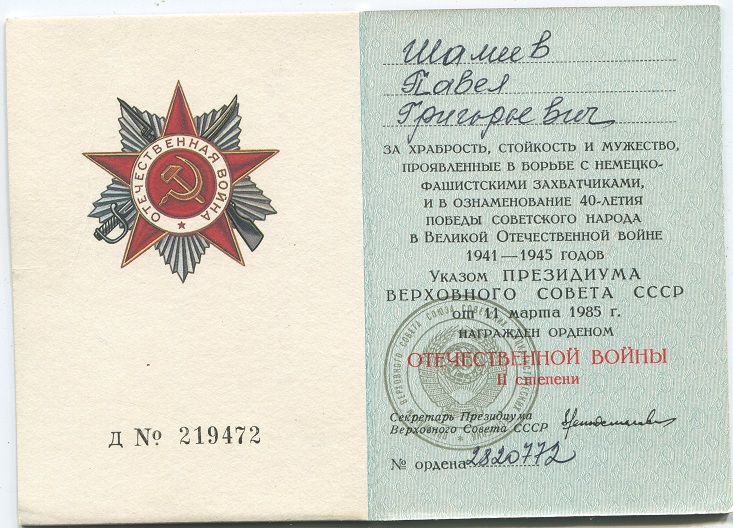 ОТЕЧЕСТВЕННАЯ ВОЙНА
Д № 219472
Шамеев
Павел
Григорьевич
ЗА ХРАБРОСТЬ, СТОЙКОСТЬ И МУЖЕСТВО,
ПРОЯВЛЕННЫЕ В БОРЬБЕ С НЕМЕЦКО-
ФАШИСТСКИМИ ЗАХВАТЧИКАМИ,
И В ОЗНАМЕНОВАНИЕ 40-ЛЕТИЯ
ПОБЕДЫ СОВЕТСКОГО НАРОДА
В ВЕЛИКОЙ ОТЕЧЕСТВЕННОЙ ВОЙНЕ
1941—1945 ГОДОВ
УКАЗОМ ПРЕЗИДИУМА
ВЕРХОВНОГО СОВЕТА СССР
от 11 марта 1985 г.
НАГРАЖДЕН ОРДЕНОМ
ОТЕЧЕСТВЕННОЙ ВОЙНЫ
II степени
Секретарь Президиума
Верховного Совета СССР
№ ордена 2820772